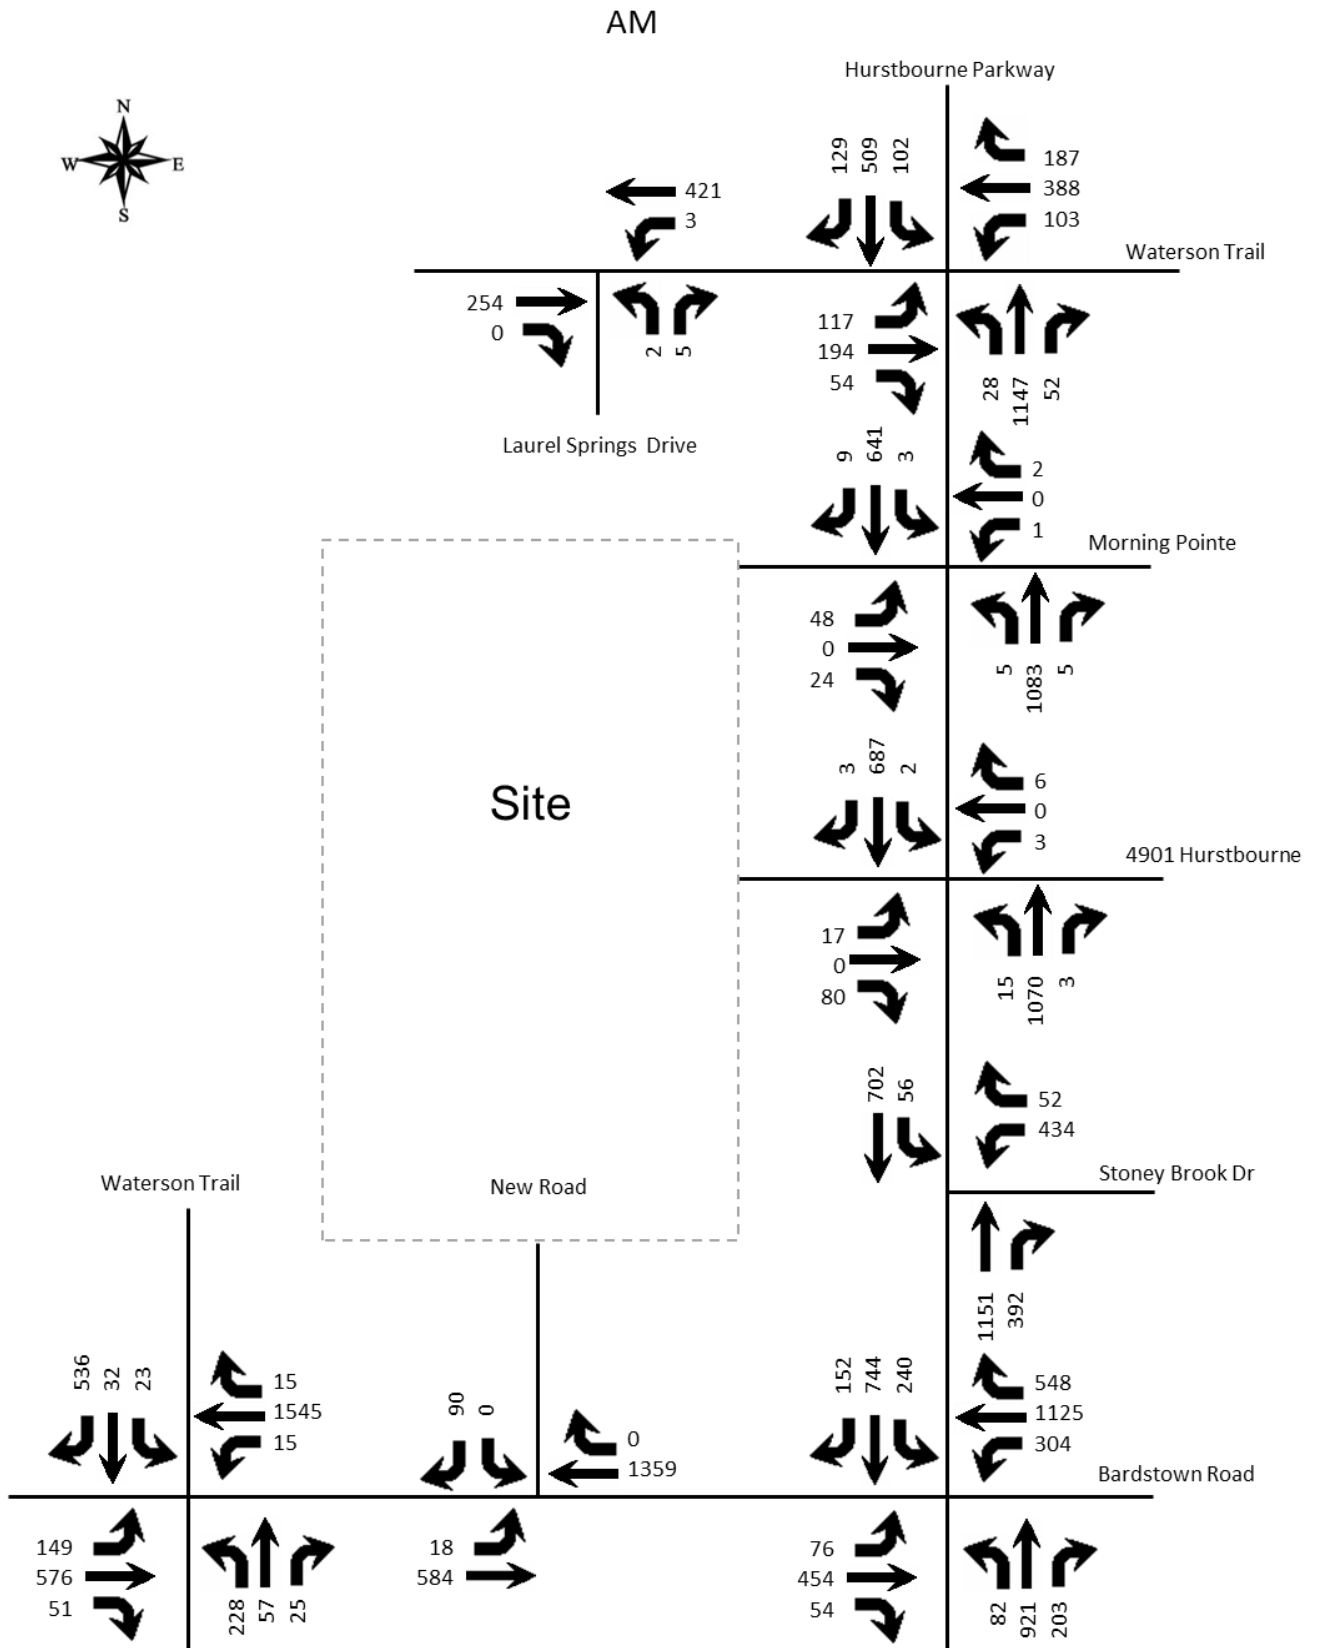 AM
Hurstbourne Parkway
N
W E
S
129 509 102
187
388
103
421
3
Waterson Trail
254
0
2 5
117
194
54
28 1147 52
Laurel Springs Drive
9 641 3
2
0
1
Morning Pointe
48
0
24
5 1083 5
Site
3 687 2
6
0
3
4901 Hurstbourne
17
0
80
15 1070 3
702 56
52
434
Stoney Brook Dr
Waterson Trail
New Road
1151 392
536 32 23
15
1545
15
90 0
0
1359
152 744 240
548
1125
304
Bardstown Road
149
576
51
228 57 25
18
584
76
454
54
82 921 203